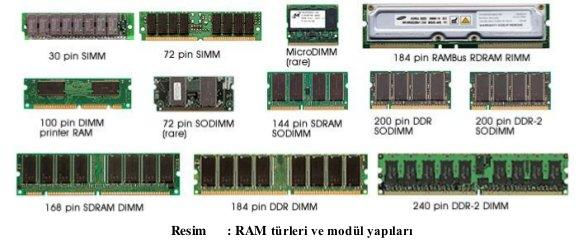 30 pin SIMM
72 pin SIMM
MicroDIMM
(rare)
184 pin RAMBus RDRAM RIMM
100 pin DIMM
printer RAM
72 pin SODIMM
(rare)
144 pin SDRAM
SODIMM
200 pin DDR
SODIMM
200 pin DDR-2
SODIMM
168 pin SDRAM DIMM
184 pin DDR DIMM
240 pin DDR-2 DIMM
Resim : RAM türleri ve modül yapıları